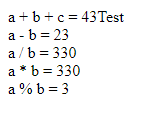 a + b + c = 43Test
a - b = 23
a / b = 330
a * b = 330
a % b = 3